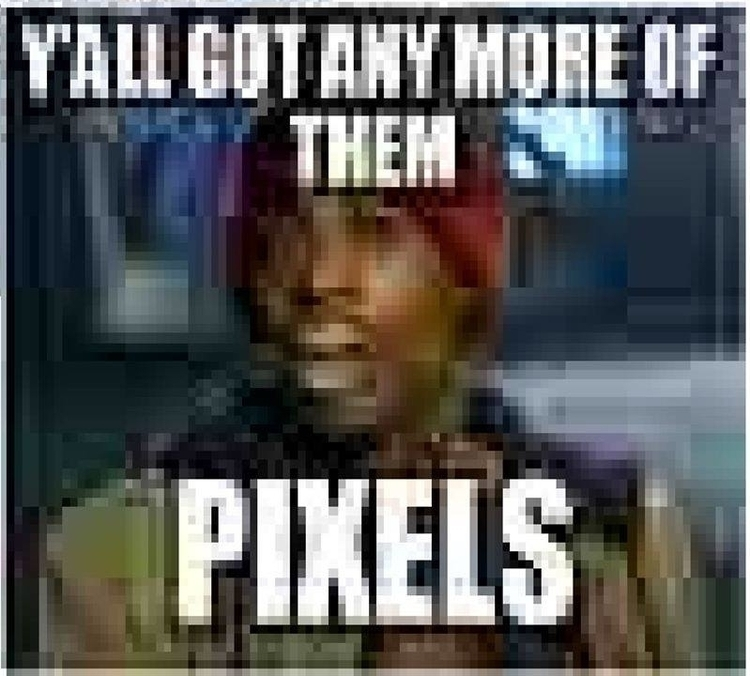 Y'ALL GOT ANY MORE OF
THEM
PIXELS